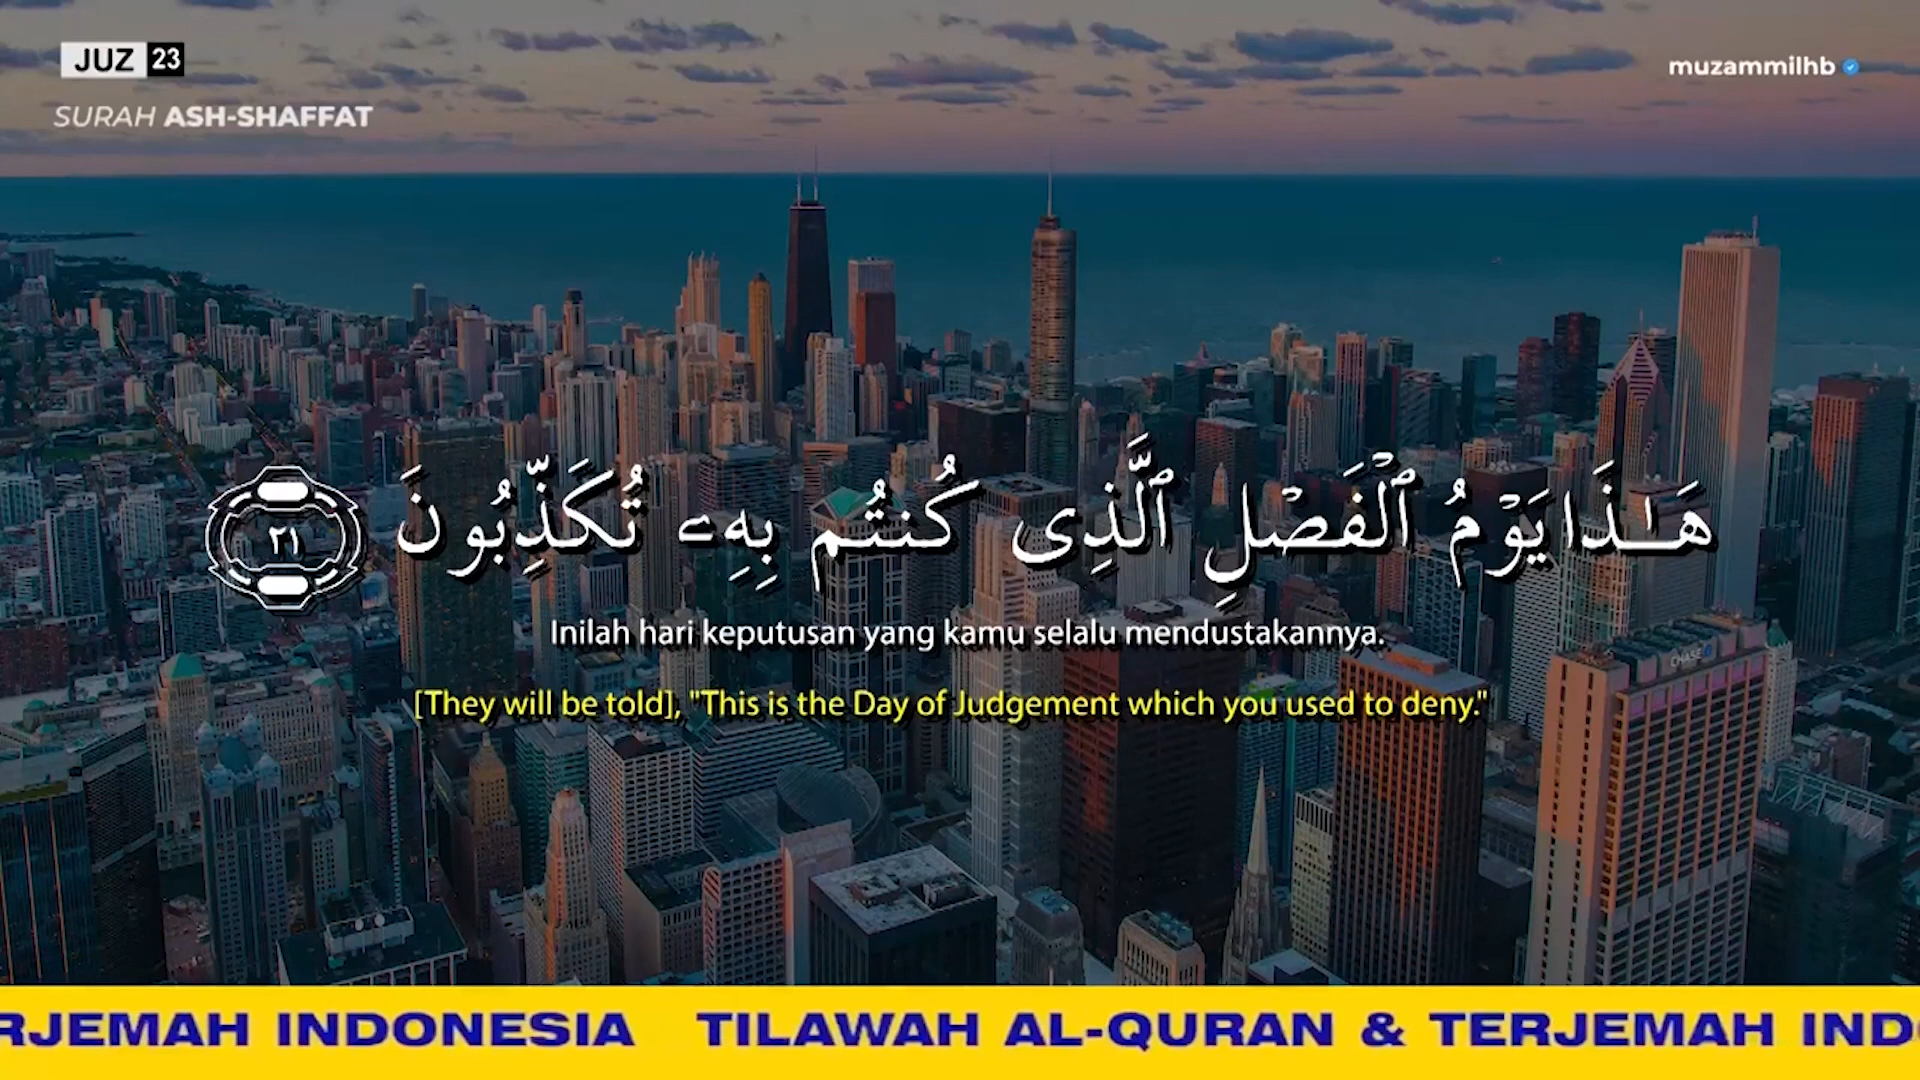 JUZ 23
muzammilhb
SURAH ASH-SHAFFAT
هَـٰذَا يَوْمُ ٱلْفَصْلِ ٱلَّذِى كُنتُم بِهِۦ تُكَذِّبُونَ ٢١
Inilah hari keputusan yang kamu selalu mendustakannya.
[They will be told], "This is the Day of Judgement which you used to deny."
CHASE
RJEMAH INDONESIA TILAWAH AL-QURAN & TERJEMAH IND